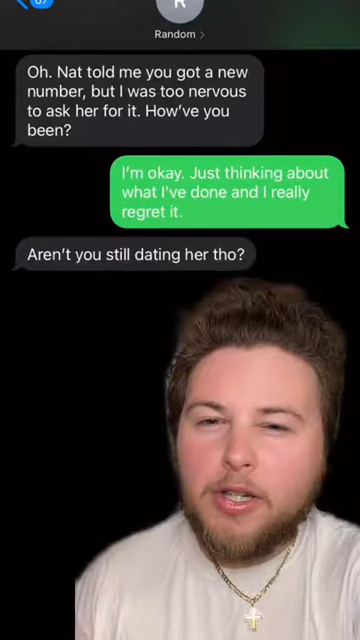 67
R
Random
Oh. Nat told me you got a new
number, but I was too nervous
to ask her for it. How’ve you
been?
I’m okay. Just thinking about
what I’ve done and I really
regret it.
Aren’t you still dating her tho?